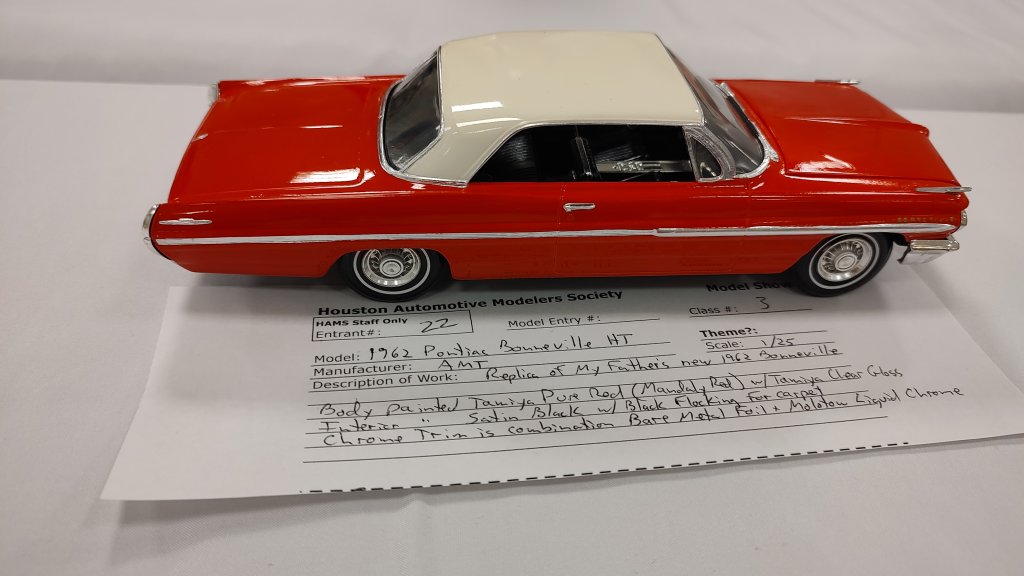 Houston Automotive Modelers Society
Model Show
HAMS Staff Only
Entrant#: 22
Model Entry #:
Class #: 3
Theme?:
Model: 1962 Pontiac Bonneville HT
Scale: 1/25
Manufacturer: AMT
Description of Work: Replica of My Fathers new 1962 Bonneville
Body painted Tamiya Pure Red (Mandalay Red) w/ Tamiya Clear Gloss
Interior " Satin Black w/ Black Flocking for carpet
Chrome Trim is combination Bare Metal Foil + Molotow Liquid Chrome